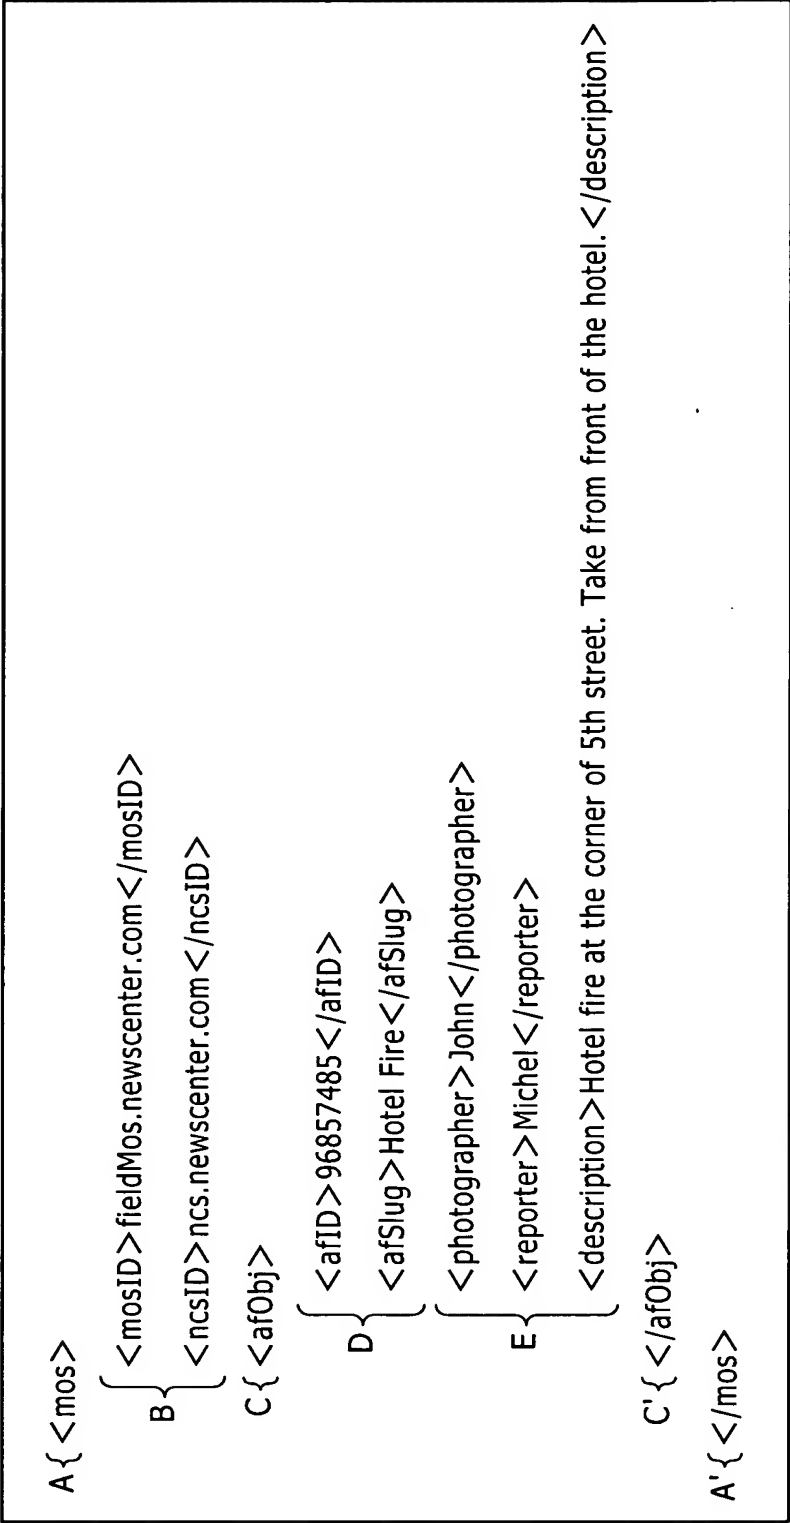 A { <mos>
<mosID>fieldMos.newscenter.com</mosID>
B
<ncsID>ncs.newscenter.com</ncsID>
C { <afObj>
<afID>96857485</afID>
D
<afSlug>Hotel Fire</afSlug>
<photographer>John</photographer>
E
<reporter>Michel</reporter>
<description>Hotel fire at the corner of 5th street. Take from front of the hotel.</description>
C' { </afObj>
A' { </mos>